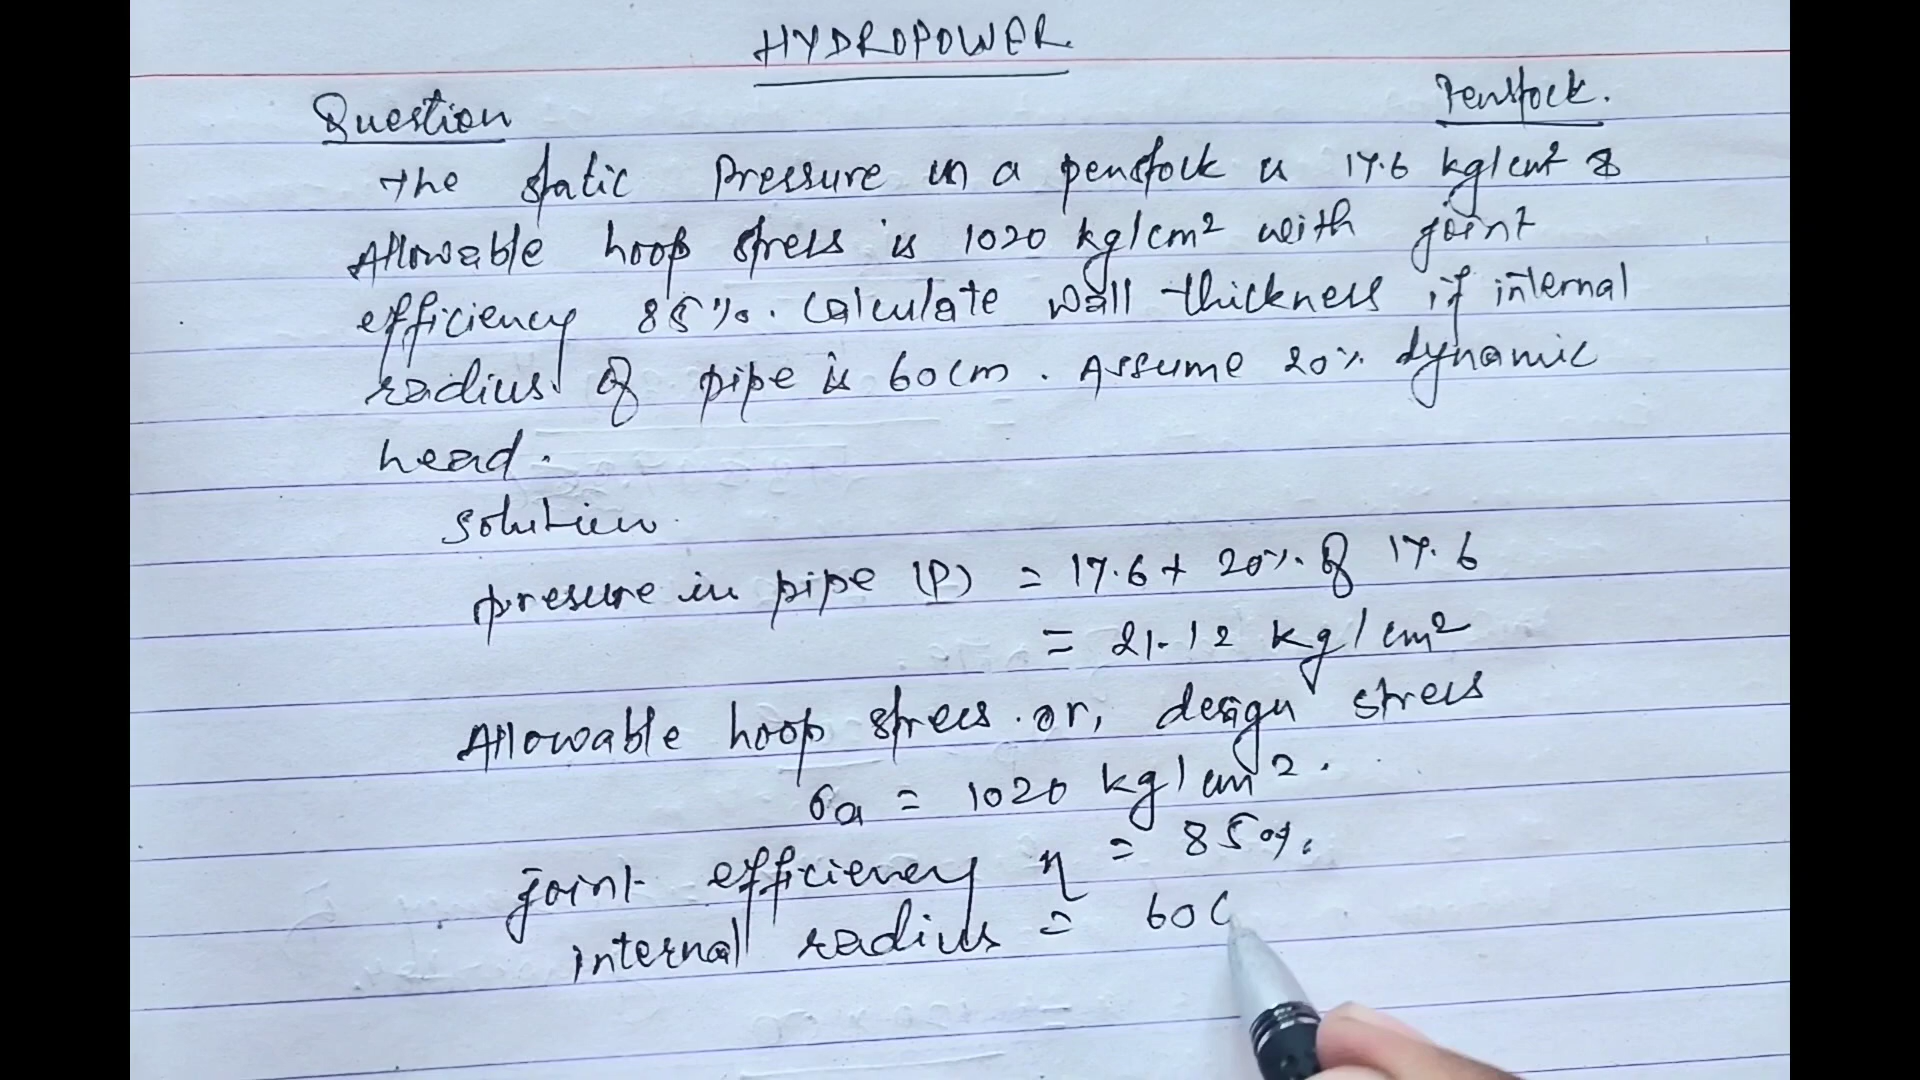 HYDROPOWER
Penstock.
Question
The static Pressure in a penstock is 17.6 kg/cm² &
Allowable hoop stress is 1020 kg/cm² with joint
efficiency 85%. Calculate wall thickness if internal
radius of pipe is 60cm. Assume 20% dynamic
head.
Solution.
presure in pipe (P) = 17.6 + 20% of 17.6
= 21.12 kg/cm²
Allowable hoop stress. or, design stress
σa = 1020 kg/cm².
joint efficiency η = 85%.
internal radius = 60c